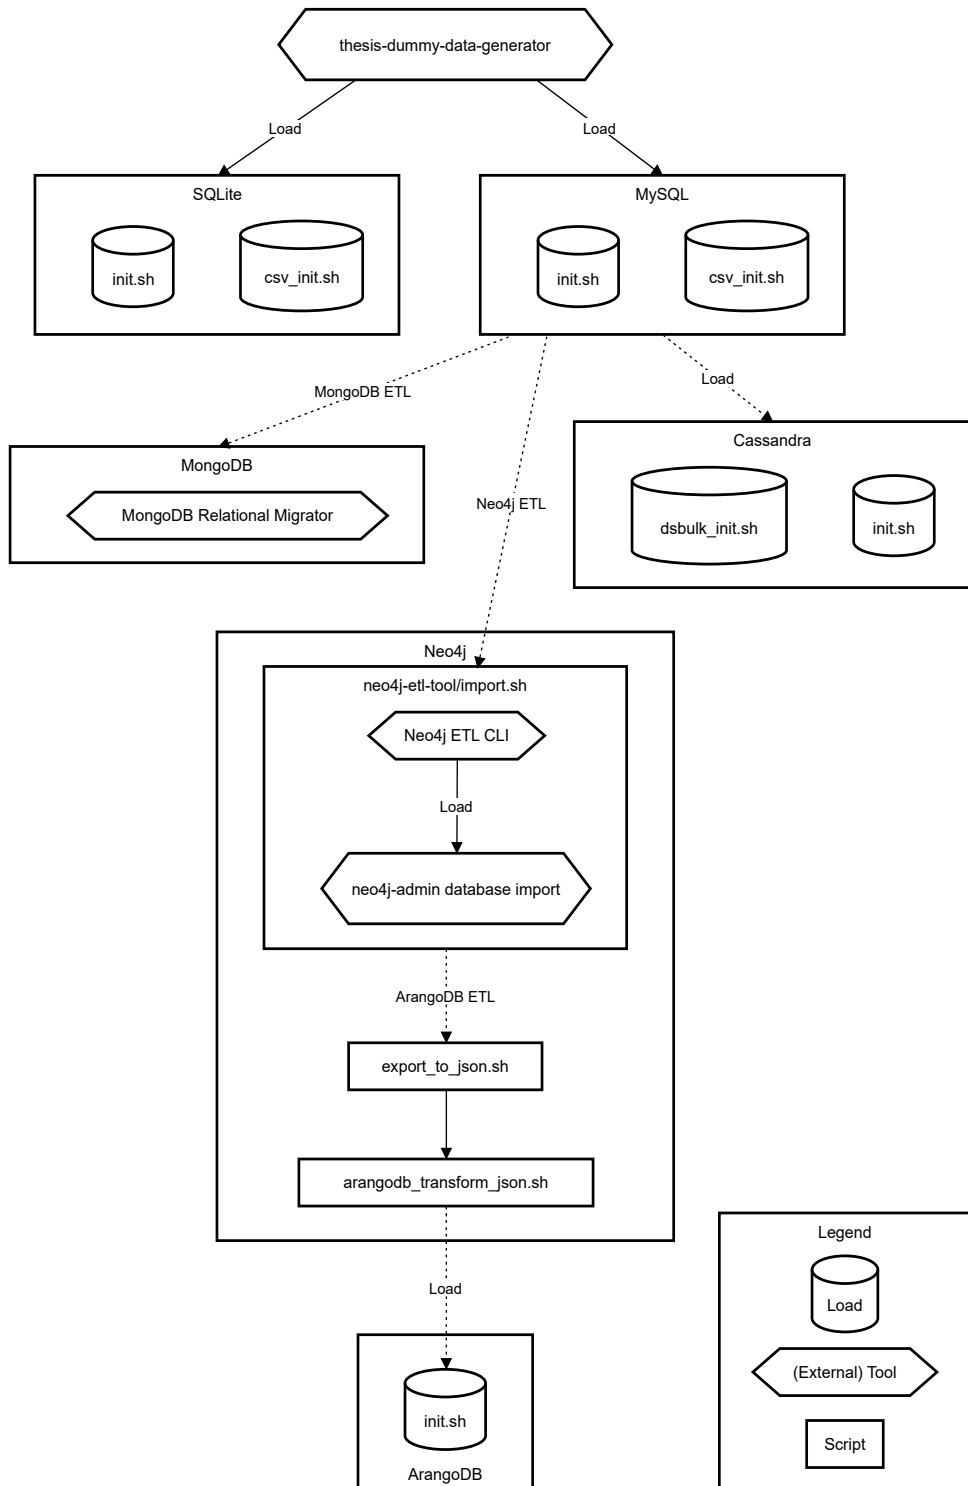 thesis-dummy-data-generator
Load
Load
SQLite
init.sh
csv_init.sh
MySQL
init.sh
csv_init.sh
MongoDB ETL
Load
MongoDB
MongoDB Relational Migrator
Neo4j ETL
Cassandra
dsbulk_init.sh
init.sh
Neo4j
neo4j-etl-tool/import.sh
Neo4j ETL CLI
Load
neo4j-admin database import
ArangoDB ETL
export_to_json.sh
arangodb_transform_json.sh
Load
init.sh
ArangoDB
Legend
Load
(External) Tool
Script